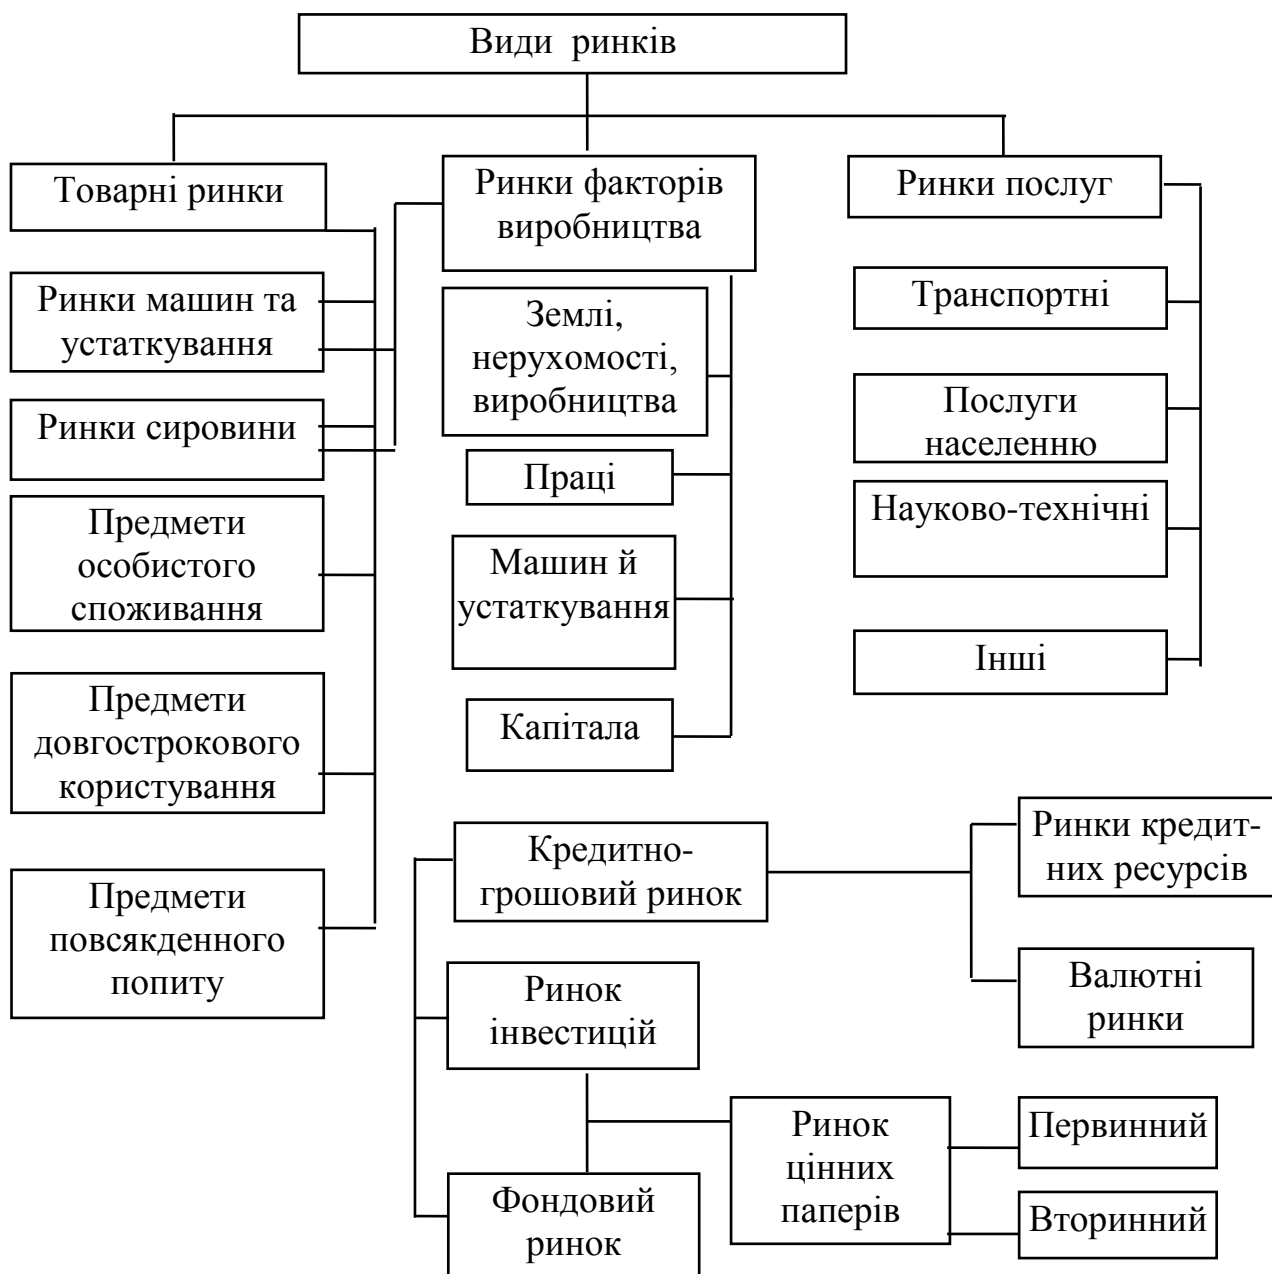 Види ринків
Товарні ринки
Ринки факторів
виробництва
Ринки послуг
Ринки машин та
устаткування
Ринки сировини
Предмети
особистого
споживання
Предмети
довгострокового
користування
Предмети
повсякденного
попиту
Землі,
нерухомості,
виробництва
Праці
Машин й
устаткування
Капітала
Транспортні
Послуги
населенню
Науково-технічні
Інші
Кредитно-
грошовий ринок
Ринки кредит-
них ресурсів
Валютні
ринки
Ринок
інвестицій
Фондовий
ринок
Ринок
цінних
паперів
Первинний
Вторинний